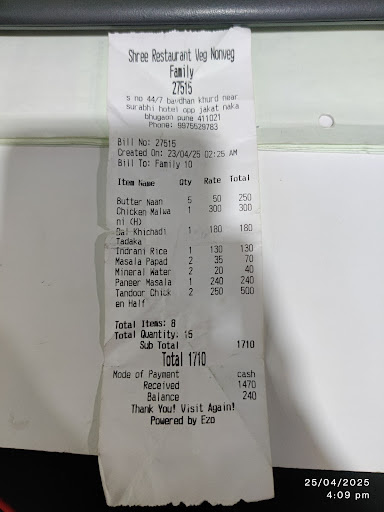 Shree Restaurant Veg Nonveg
Family
27515
s no 44/7 bavdhan khurd near
surabhi hotel opp jakat naka
bhugaon pune 411021
Phone: 9975529783
Bill No: 27515
Created On: 23/04/25 02:25 AM
Bill To: Family 10
Item Name Qty Rate Total
Butter Naan 5 50 250
Chicken Malwa 1 300 300
ni (H)
Dal Khichadi 1 180 180
Tadaka
Indrani Rice 1 130 130
Masala Papad 2 35 70
Mineral Water 2 20 40
Paneer Masala 1 240 240
Tandoor Chick 2 250 500
en Half
Total Items: 8
Total Quantity: 15
Sub Total 1710
Total 1710
Mode of Payment cash
Received 1470
Balance 240
Thank You! Visit Again!
Powered by Ezo
25/04/2025
4:09 pm